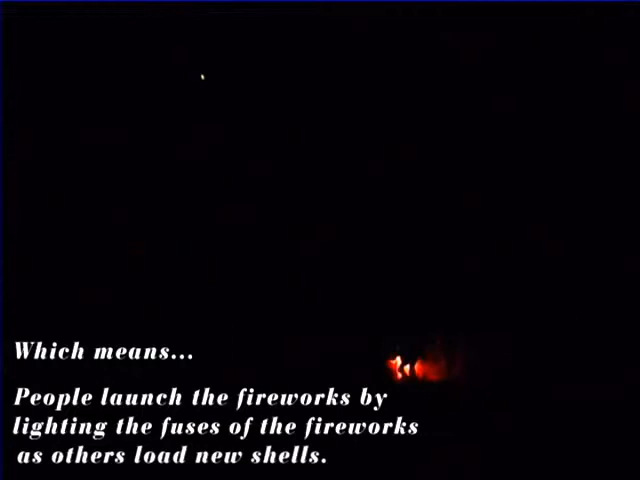 Which means...
People launch the fireworks by
lighting the fuses of the fireworks
as others load new shells.